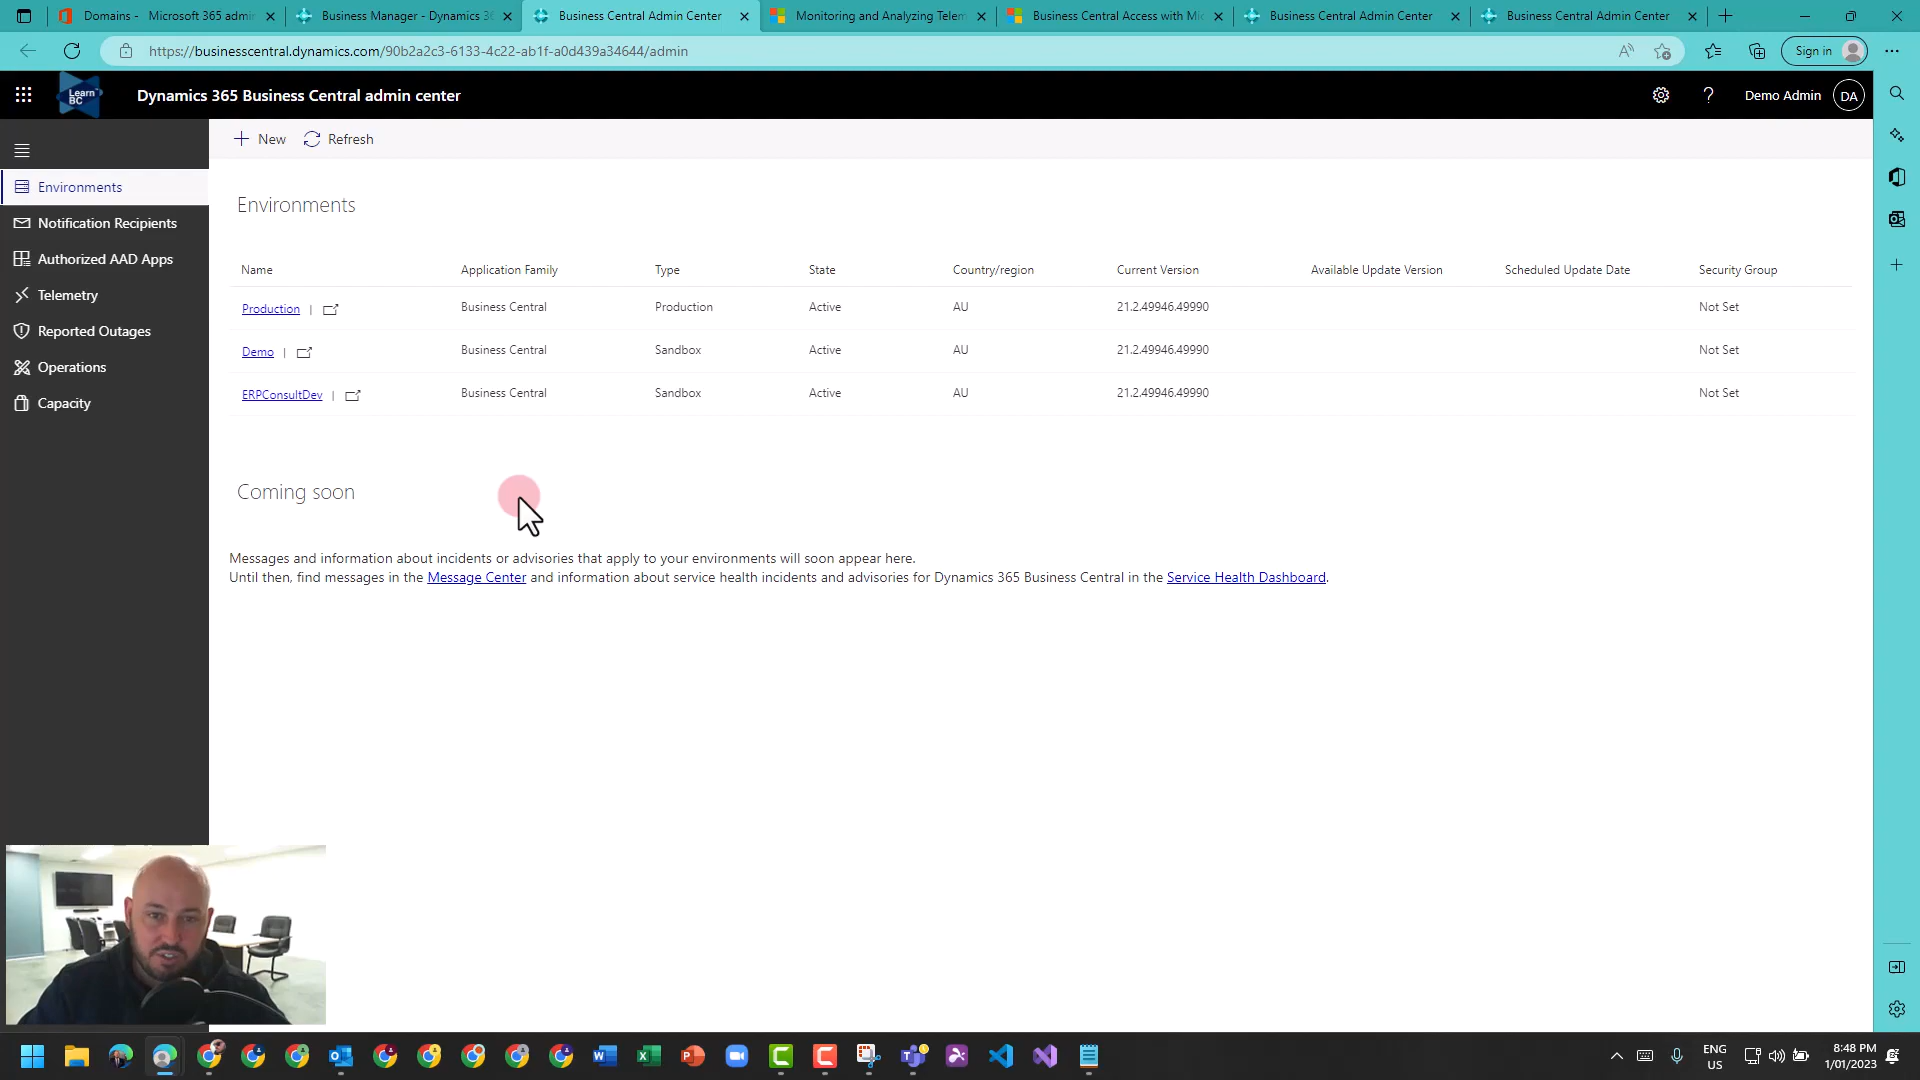 Domains - Microsoft 365 admin
Business Manager - Dynamics 36
Business Central Admin Center
Monitoring and Analyzing Telem
Business Central Access with Mic
Business Central Admin Center
Business Central Admin Center
https://businesscentral.dynamics.com/90b2a2c3-6133-4c22-ab1f-a0d439a34644/admin
Sign in
Learn
BC
Dynamics 365 Business Central admin center
Demo Admin
DA
New
Refresh
Environments
Notification Recipients
Authorized AAD Apps
Telemetry
Reported Outages
Operations
Capacity
Environments
Name Application Family Type State Country/region Current Version Available Update Version Scheduled Update Date Security Group
Production | Business Central Production Active AU 21.2.49946.49990 Not Set
Demo | Business Central Sandbox Active AU 21.2.49946.49990 Not Set
ERPConsultDev | Business Central Sandbox Active AU 21.2.49946.49990 Not Set
Coming soon
Messages and information about incidents or advisories that apply to your environments will soon appear here.
Until then, find messages in the Message Center and information about service health incidents and advisories for Dynamics 365 Business Central in the Service Health Dashboard.
ENG
US
8:48 PM
1/01/2023